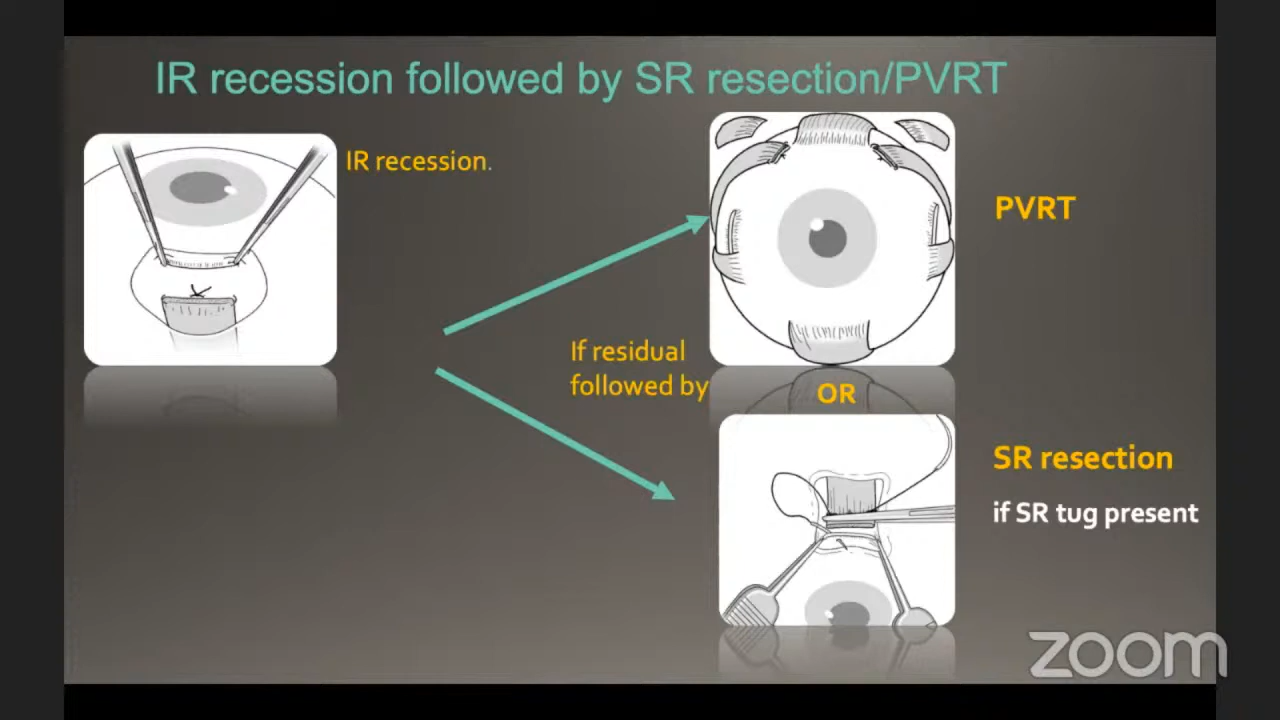 IR recession followed by SR resection/PVRT
IR recession.
PVRT
If residual
followed by
OR
SR resection
if SR tug present
zoom